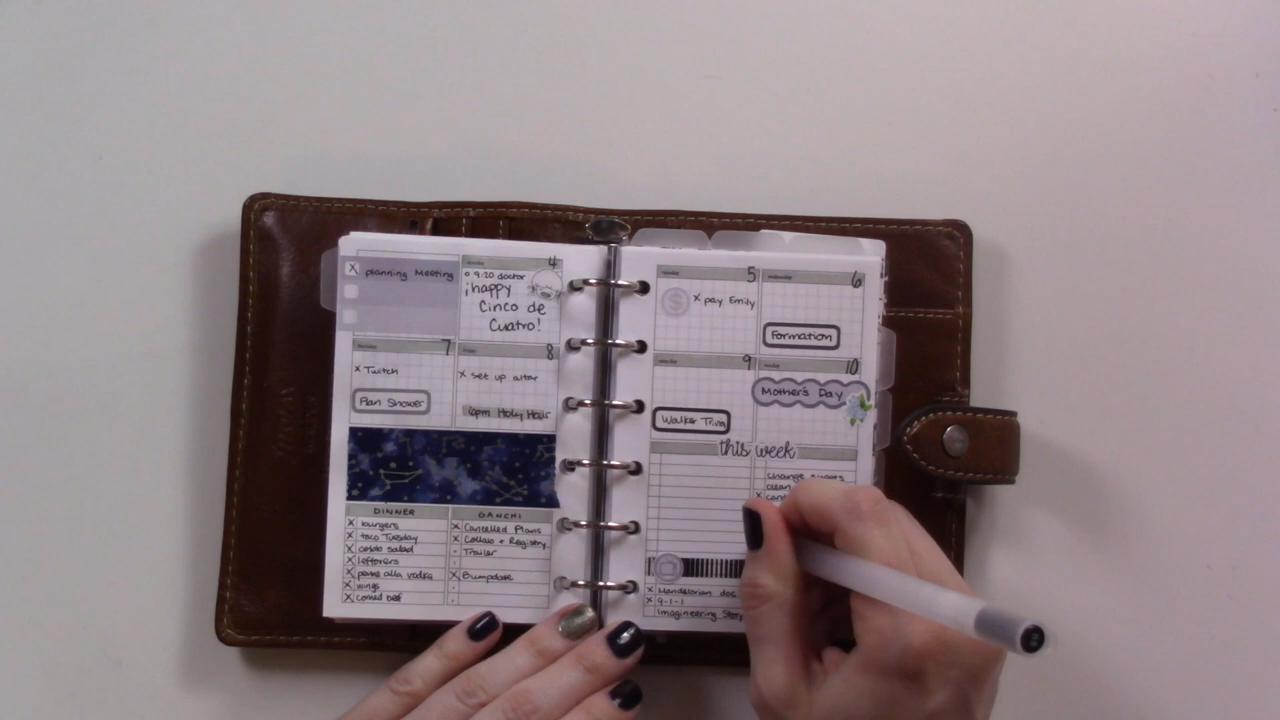 X planning Meeting
4
o 9:20 doctor
¡happy
Cinco de
Cuatro!
7
X Twitch
Plan Shower
8
X set up altar
6pm Holy Hour
DINNER
X burgers
X taco Tuesday
X cobb salad
X leftovers
X penne alla vodka
X wings
X corned beef
GANCHI
X Cancelled Plans
X Collab + Registry
Trailer
X Bumpdate
5
$
X pay Emily
6
Formation
9
Walker Trivia
10
Mother's Day
this week
change sheets
clean
X
X Mandalorian doc
X 9-1-1
Imagineering Story